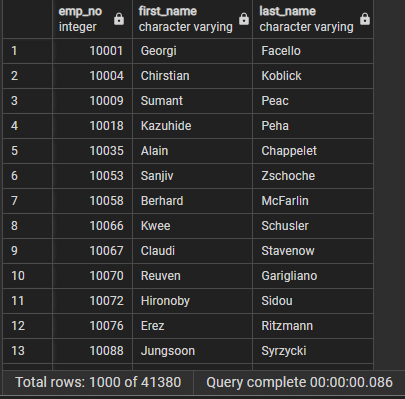 emp_no first_name last_name
integer character varying character varying
1 10001 Georgi Facello
2 10004 Chirstian Koblick
3 10009 Sumant Peac
4 10018 Kazuhide Peha
5 10035 Alain Chappelet
6 10053 Sanjiv Zschoche
7 10058 Berhard McFarlin
8 10066 Kwee Schusler
9 10067 Claudi Stavenow
10 10070 Reuven Garigliano
11 10072 Hironoby Sidou
12 10076 Erez Ritzmann
13 10088 Jungsoon Syrzycki
Total rows: 1000 of 41380 Query complete 00:00:00.086